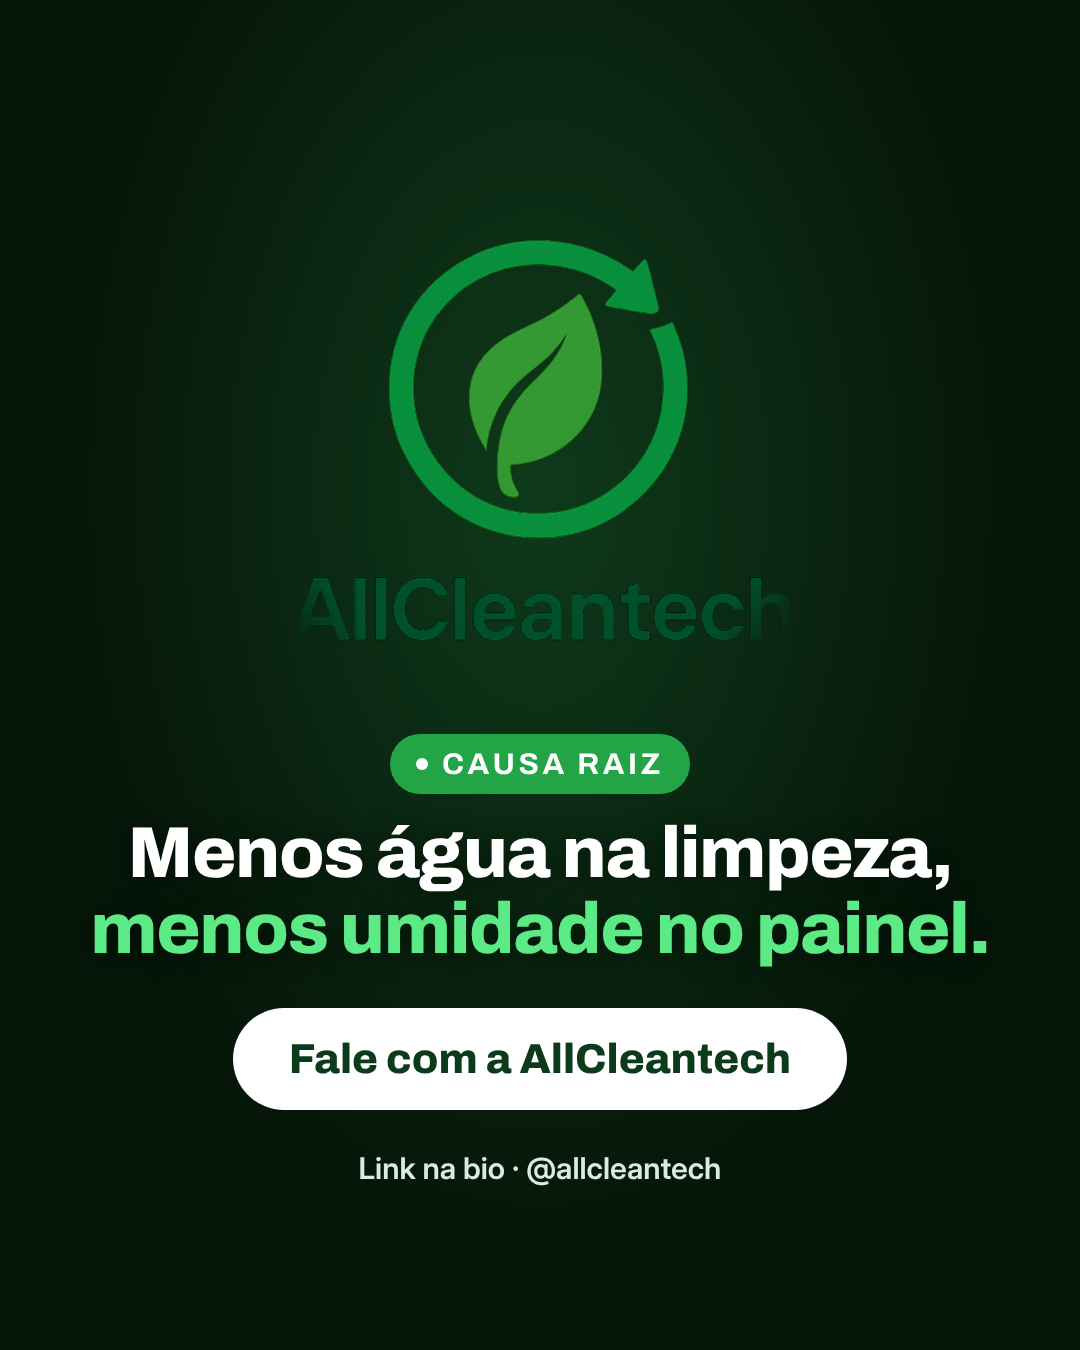 AllCleantech
• CAUSA RAIZ
Menos água na limpeza,
menos umidade no painel.
Fale com a AllCleantech
Link na bio · @allcleantech